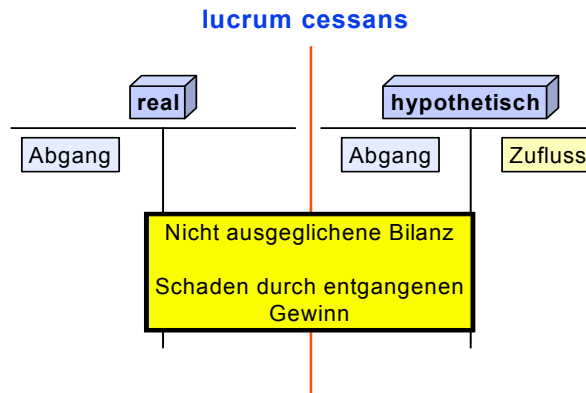 lucrum cessans
real
hypothetisch
Abgang
Abgang
Zufluss
Nicht ausgeglichene Bilanz
Schaden durch entgangenen
Gewinn